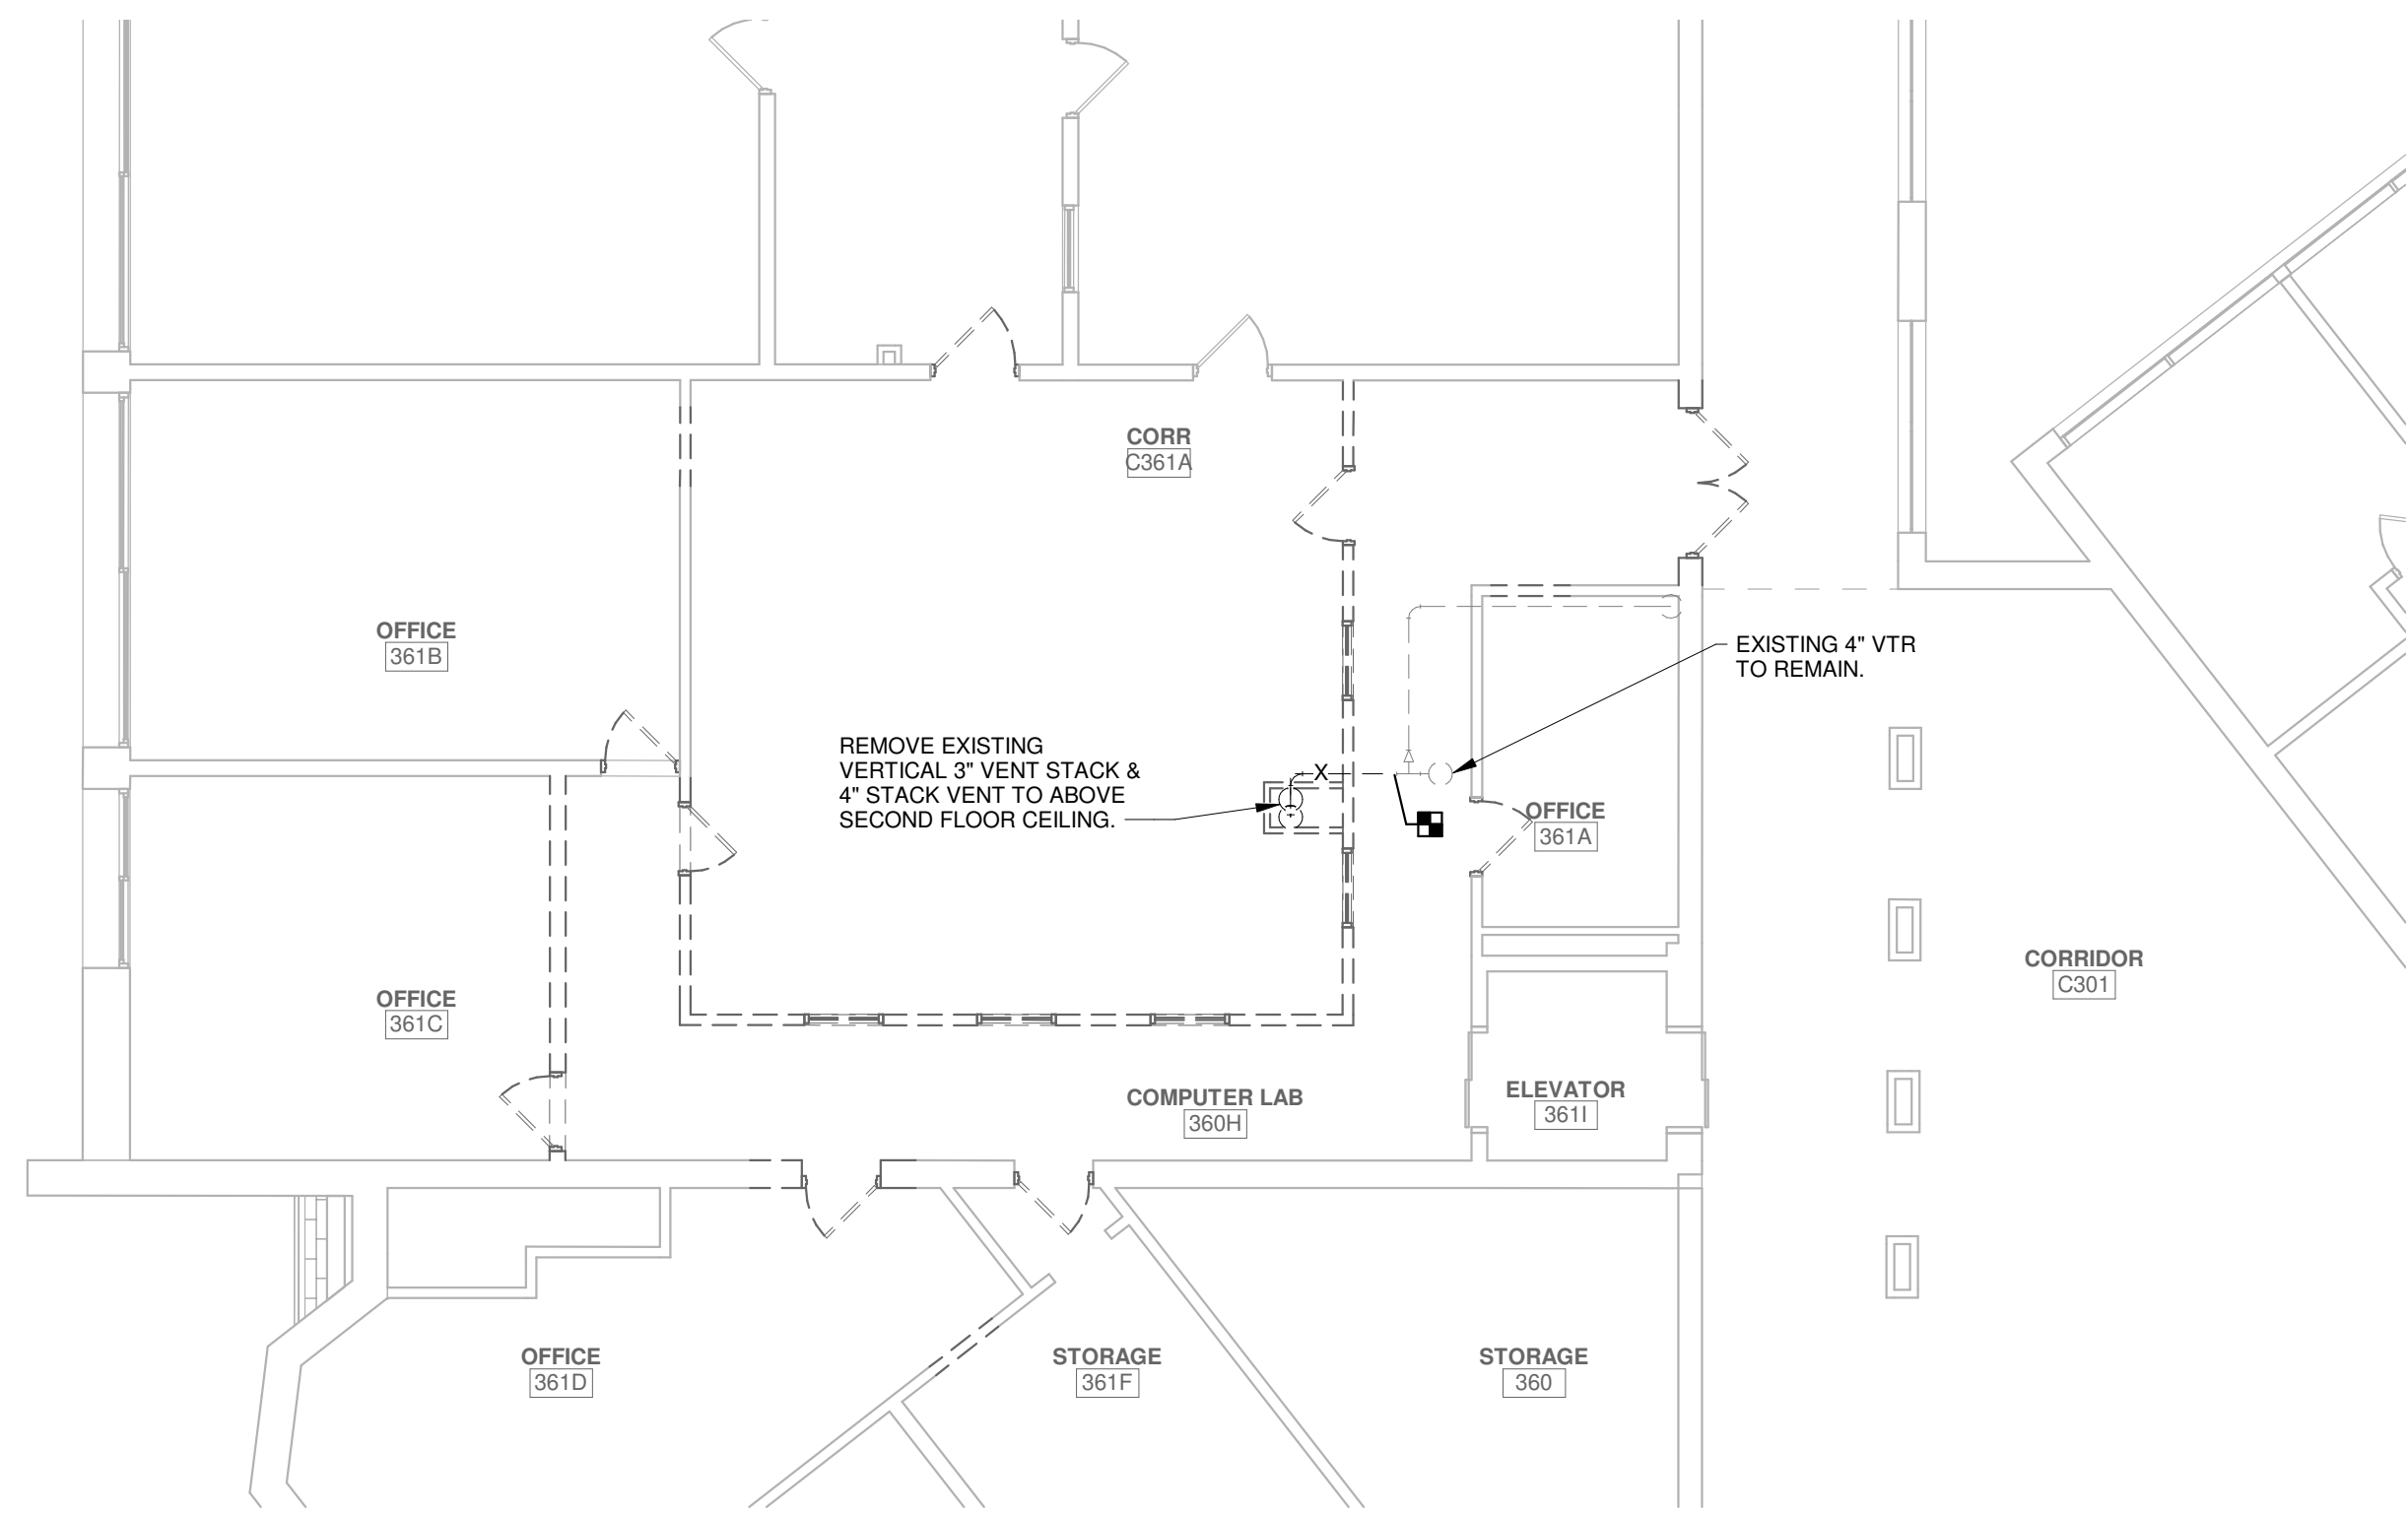 CORR
C361A
OFFICE
361B
EXISTING 4" VTR
TO REMAIN.
REMOVE EXISTING
VERTICAL 3" VENT STACK &
4" STACK VENT TO ABOVE
SECOND FLOOR CEILING.
X
OFFICE
361A
OFFICE
361C
CORRIDOR
C301
COMPUTER LAB
360H
ELEVATOR
361I
OFFICE
361D
STORAGE
361F
STORAGE
360